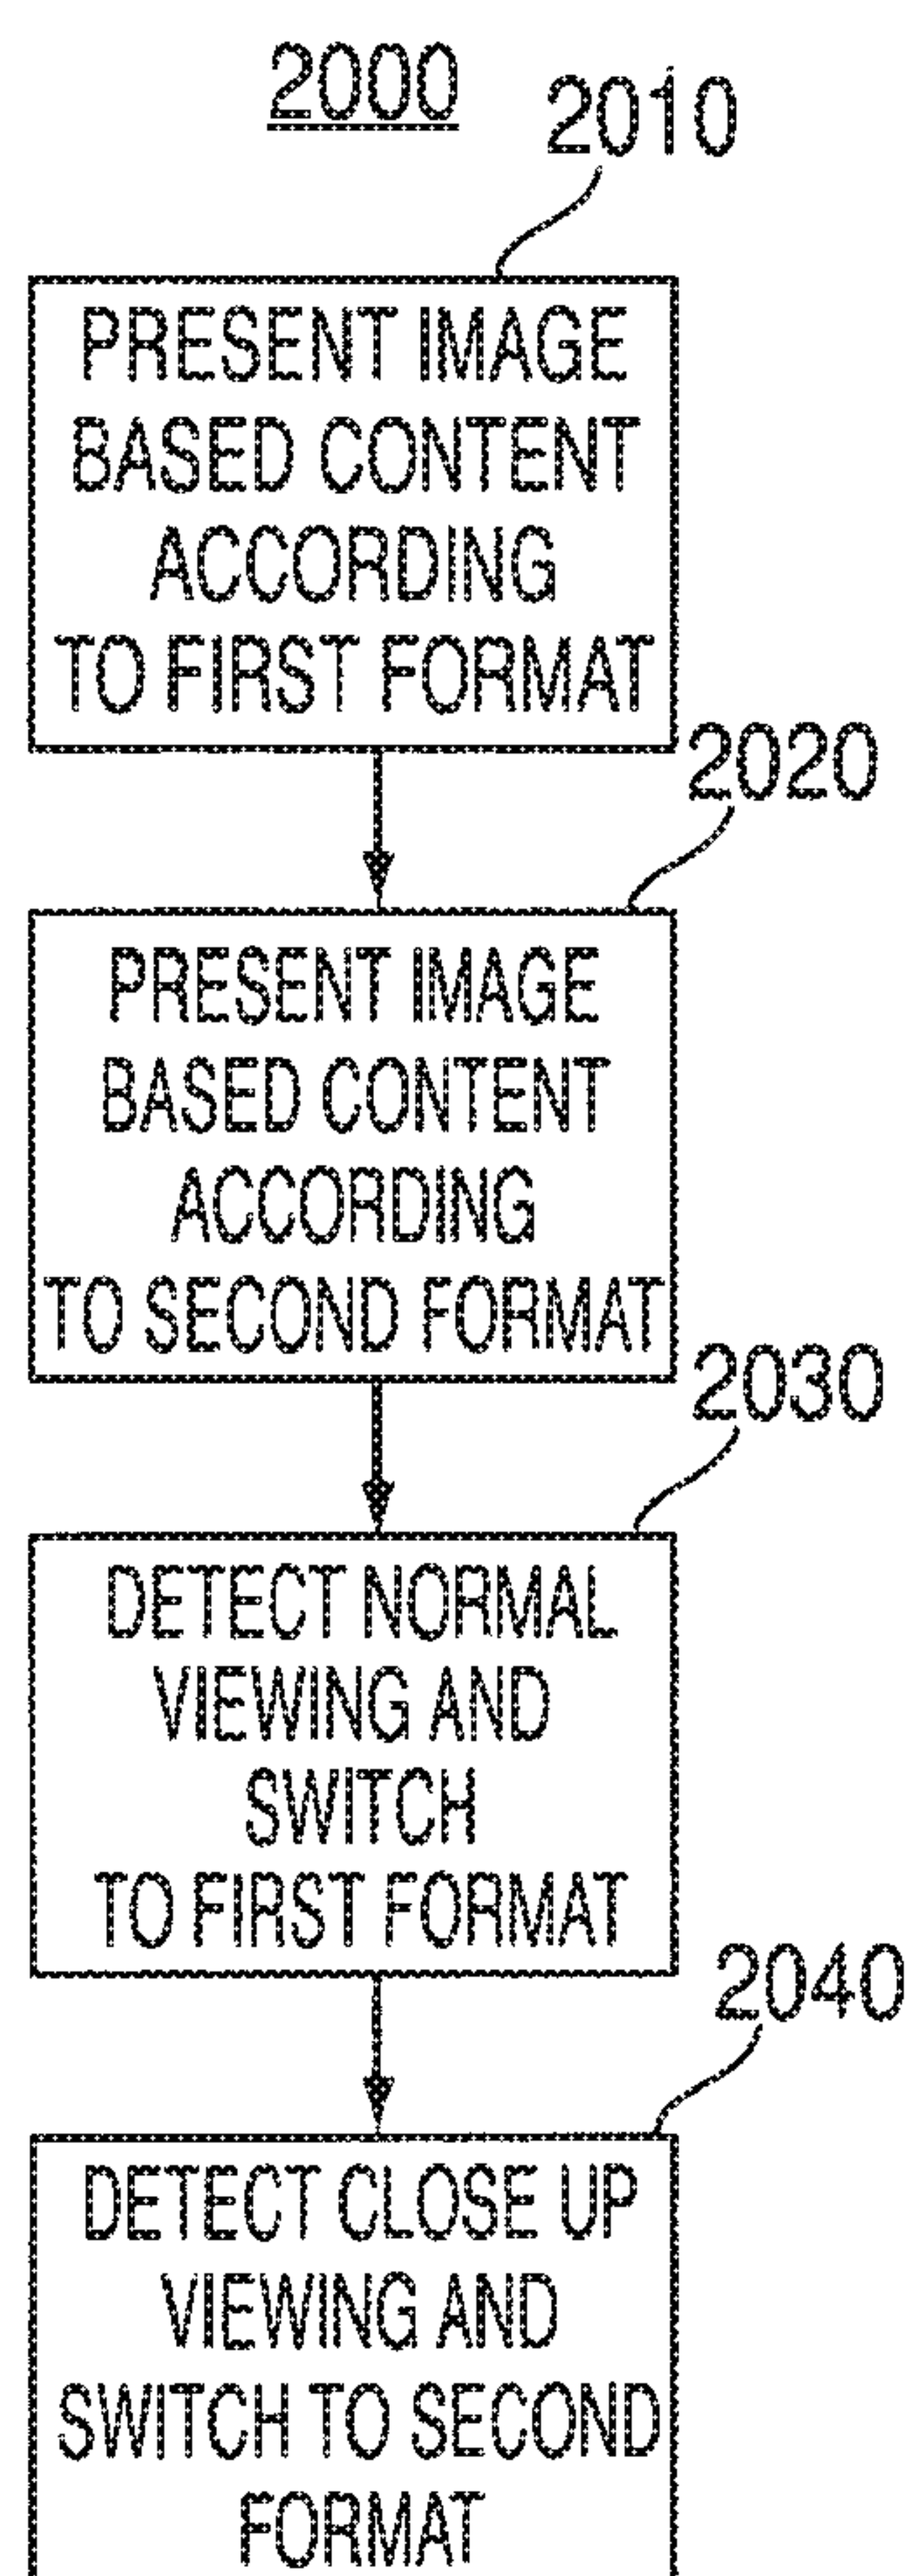 2000
2010
PRESENT IMAGE
BASED CONTENT
ACCORDING
TO FIRST FORMAT
2020
PRESENT IMAGE
BASED CONTENT
ACCORDING
TO SECOND FORMAT
2030
DETECT NORMAL
VIEWING AND
SWITCH
TO FIRST FORMAT
2040
DETECT CLOSE UP
VIEWING AND
SWITCH TO SECOND
FORMAT